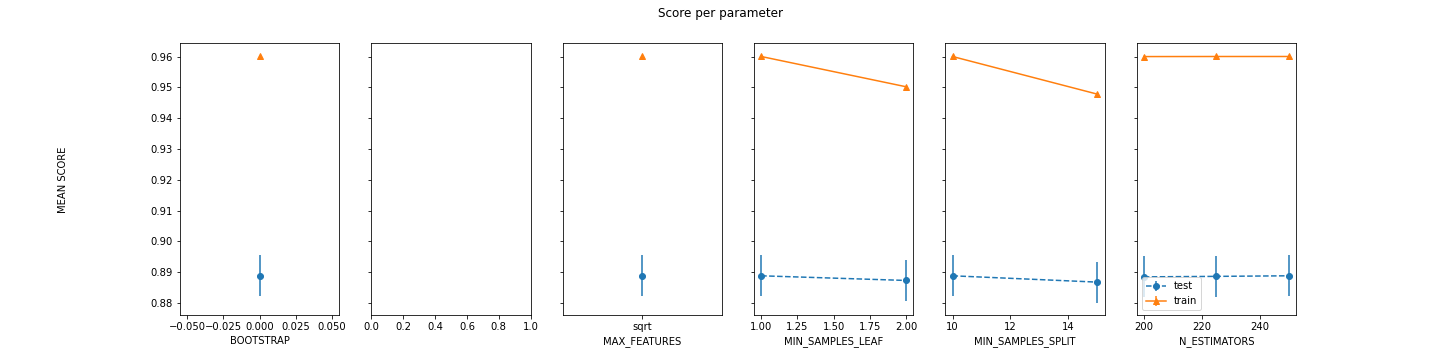 Score per parameter
MEAN SCORE
0.96
0.95
0.94
0.93
0.92
0.91
0.90
0.89
0.88
−0.050 −0.025 0.000 0.025 0.050
BOOTSTRAP
0.0 0.2 0.4 0.6 0.8 1.0
sqrt
MAX_FEATURES
1.00 1.25 1.50 1.75 2.00
MIN_SAMPLES_LEAF
10 12 14
MIN_SAMPLES_SPLIT
test
train
200 220 240
N_ESTIMATORS